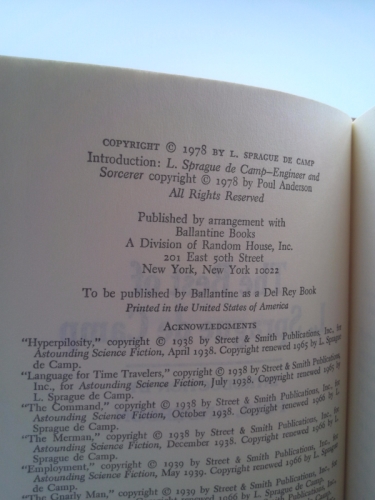 COPYRIGHT © 1978 BY L. SPRAGUE DE CAMP
Introduction: L. Sprague de Camp—Engineer and
Sorcerer copyright © 1978 by Poul Anderson
All Rights Reserved
Published by arrangement with
Ballantine Books
A Division of Random House, Inc.
201 East 50th Street
New York, New York 10022
To be published by Ballantine as a Del Rey Book
Printed in the United States of America
ACKNOWLEDGMENTS
"Hyperpilosity," copyright © 1938 by Street & Smith Publications, Inc., for
Astounding Science Fiction, April 1938. Copyright renewed 1965 by L. Sprague
de Camp.
"Language for Time Travelers," copyright © 1938 by Street & Smith Publications,
Inc., for Astounding Science Fiction, July 1938. Copyright renewed 1965 by
L. Sprague de Camp.
"The Command," copyright © 1938 by Street & Smith Publications, Inc., for
Astounding Science Fiction, October 1938. Copyright renewed 1966 by L.
Sprague de Camp.
"The Merman," copyright © 1938 by Street & Smith Publications, Inc., for
Astounding Science Fiction, December 1938. Copyright renewed 1966 by L.
Sprague de Camp.
"Employment," copyright © 1939 by Street & Smith Publications, Inc., for
Astounding Science Fiction, May 1939. Copyright renewed 1966 by L. Sprague
de Camp.
"The Gnarly Man," copyright © 1939 by Street & Smith